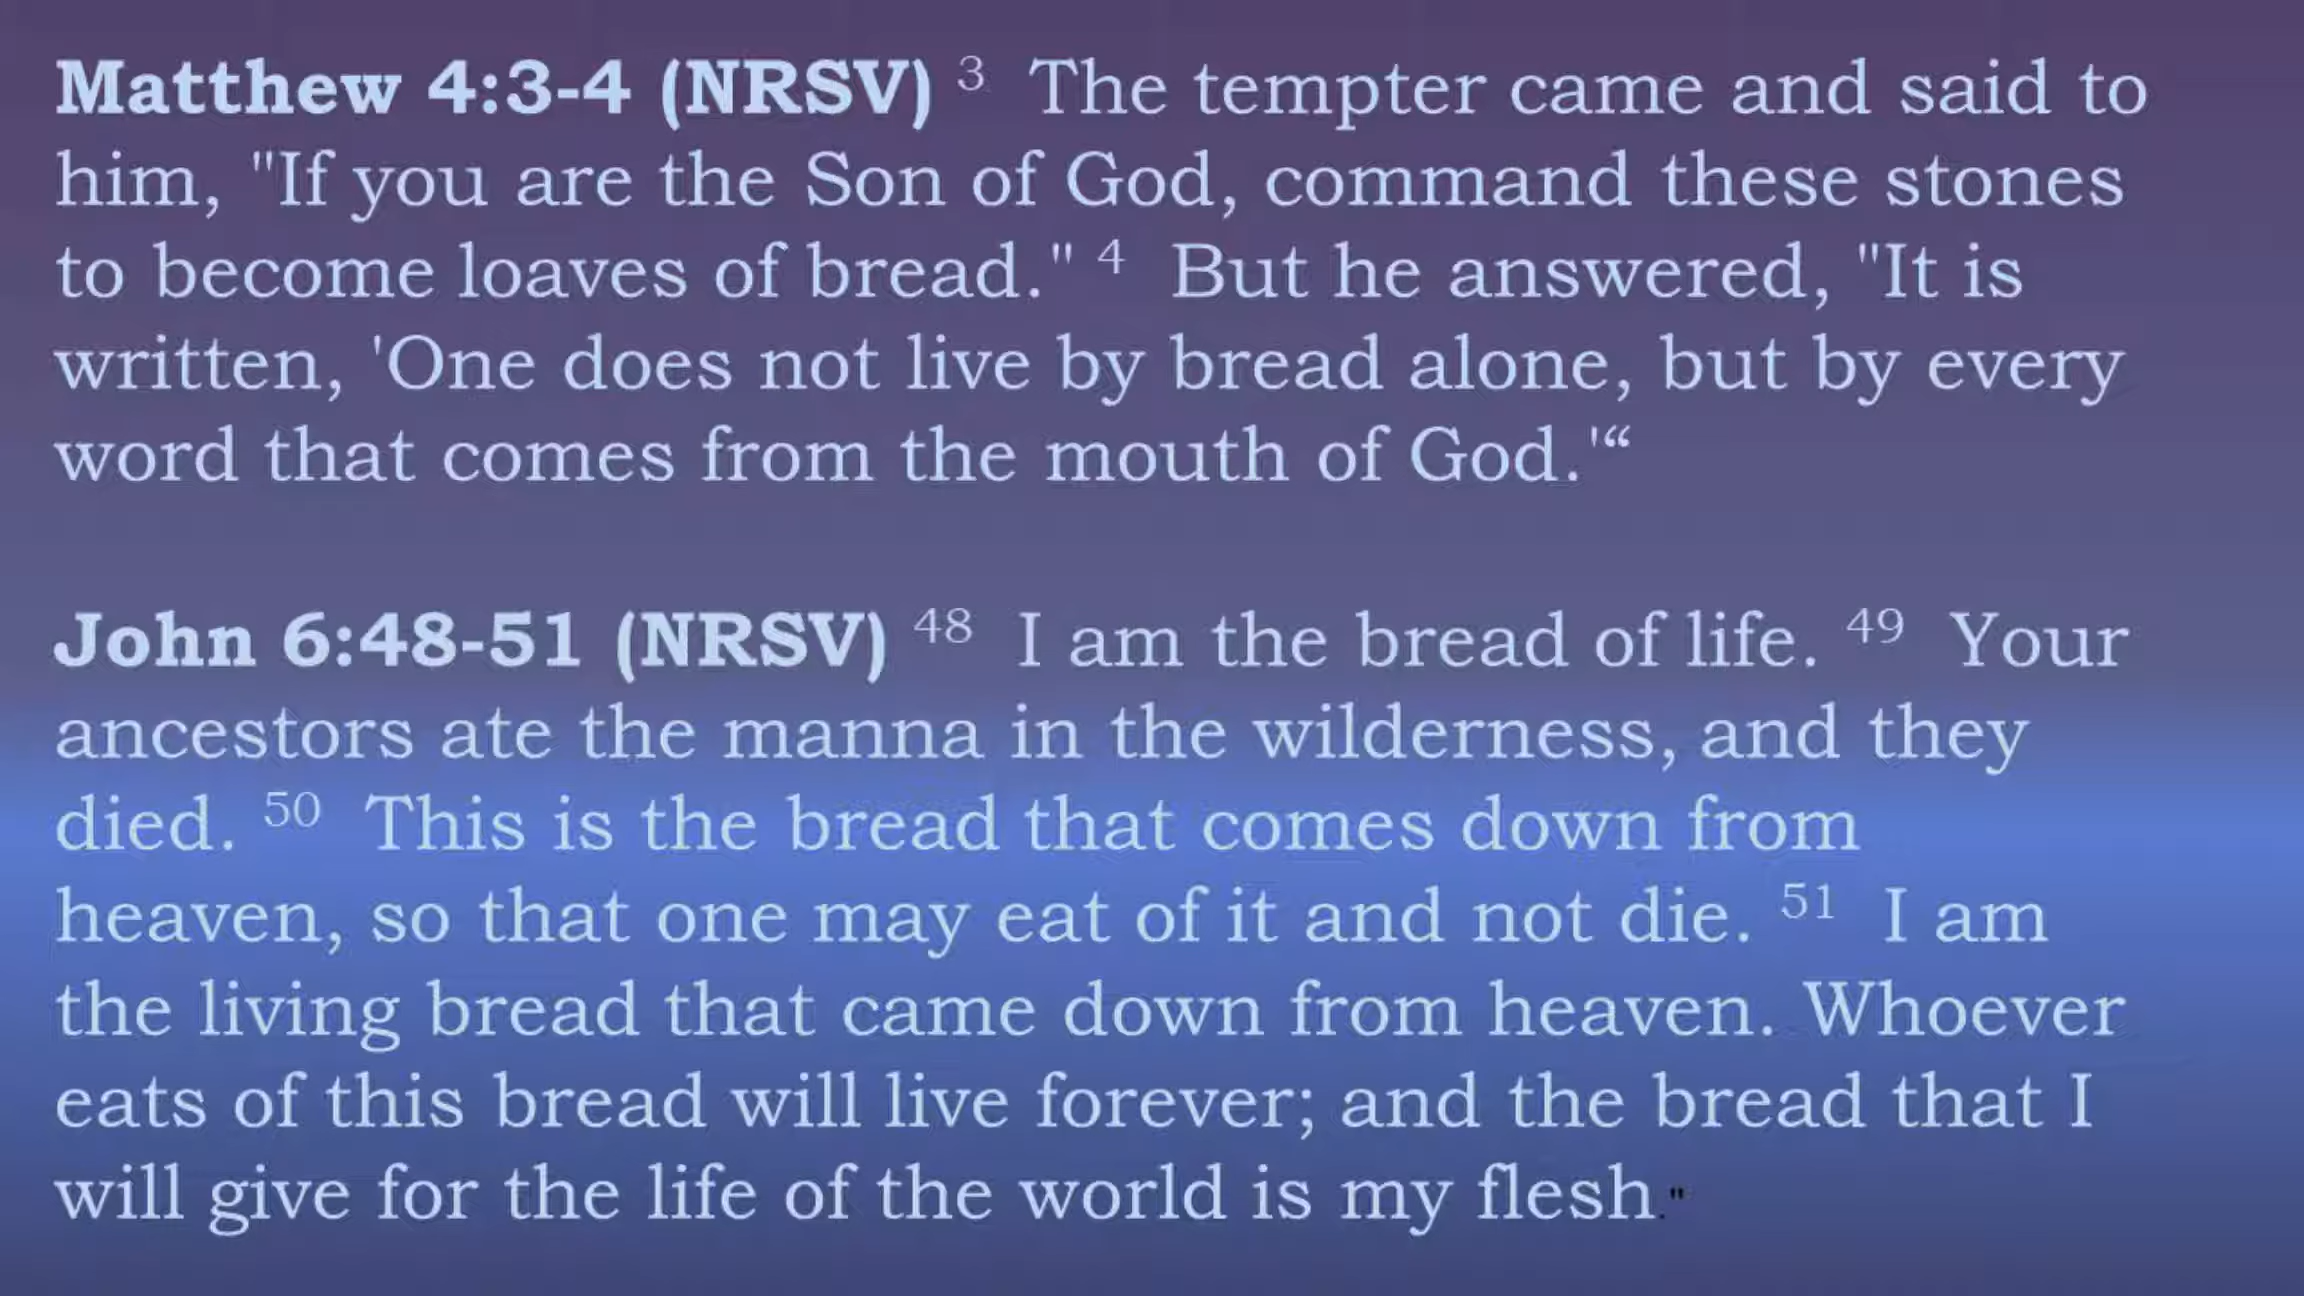 Matthew 4:3-4 (NRSV) 3 The tempter came and said to
him, "If you are the Son of God, command these stones
to become loaves of bread." 4 But he answered, "It is
written, 'One does not live by bread alone, but by every
word that comes from the mouth of God.'“
John 6:48-51 (NRSV) 48 I am the bread of life. 49 Your
ancestors ate the manna in the wilderness, and they
died. 50 This is the bread that comes down from
heaven, so that one may eat of it and not die. 51 I am
the living bread that came down from heaven. Whoever
eats of this bread will live forever; and the bread that I
will give for the life of the world is my flesh."